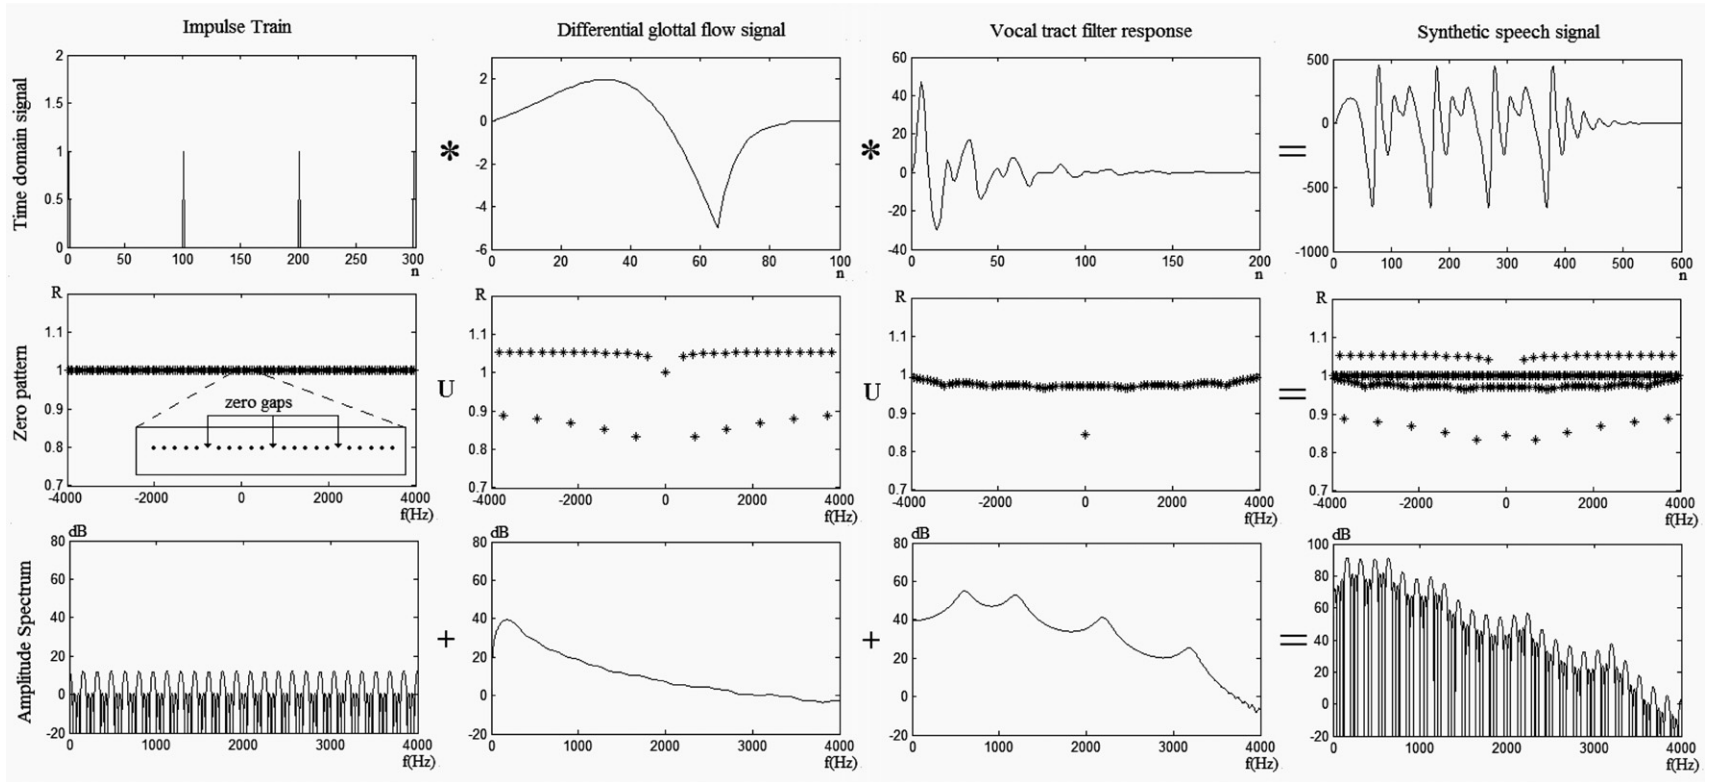 Impulse Train
Differential glottal flow signal
Vocal tract filter response
Synthetic speech signal
Time domain signal
2
1.5
1
0.5
0
0 50 100 150 200 250 300
n
*
2
0
-2
-4
-6
0 20 40 60 80 100
n
*
60
40
20
0
-20
-40
0 50 100 150 200
n
=
500
0
-500
-1000
0 100 200 300 400 500 600
n
Zero pattern
R
1.1
1
0.9
0.8
0.7
zero gaps
-4000 -2000 0 2000 4000
f(Hz)
U
R
1.1
1
0.9
0.8
0.7
-4000 -2000 0 2000 4000
f(Hz)
U
R
1.1
1
0.9
0.8
0.7
-4000 -2000 0 2000 4000
f(Hz)
=
R
1.1
1
0.9
0.8
0.7
-4000 -2000 0 2000 4000
f(Hz)
Amplitude Spectrum
dB
80
60
40
20
0
-20
0 1000 2000 3000 4000
f(Hz)
+
dB
80
60
40
20
0
-20
0 1000 2000 3000 4000
f(Hz)
+
dB
80
60
40
20
0
-20
0 1000 2000 3000 4000
f(Hz)
=
dB
100
80
60
40
20
0
-20
0 1000 2000 3000 4000
f(Hz)